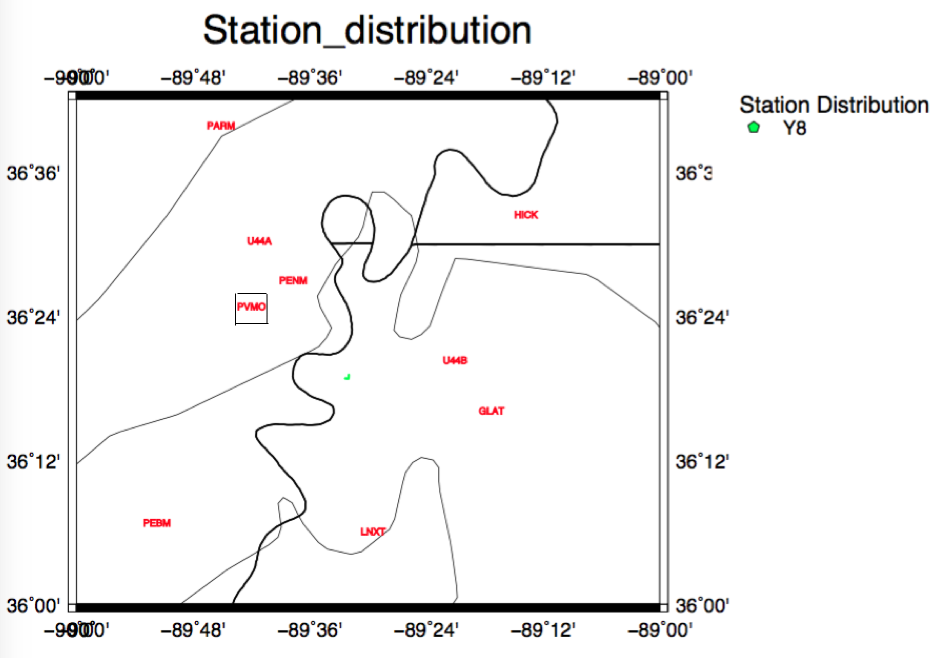 Station_distribution
-89˚48' -89˚36' -89˚24' -89˚12' -89˚00'
Station Distribution
Y8
PARM
36˚36'
HICK
U44A
PENM
PVMO
36˚24' 36˚24'
U44B
GLAT
36˚12' 36˚12'
PEBM
LNXT
36˚00' 36˚00'
-89˚48' -89˚36' -89˚24' -89˚12' -89˚00'